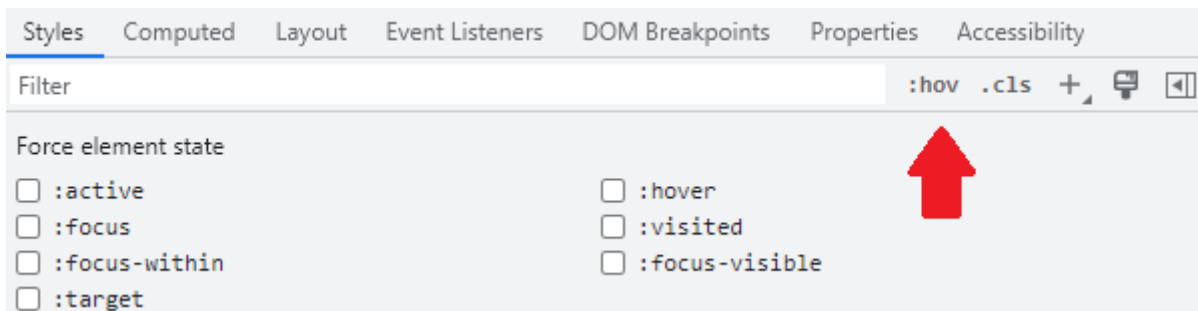 Styles Computed Layout Event Listeners DOM Breakpoints Properties Accessibility
Filter :hov .cls +
Force element state
:active :hover
:focus :visited
:focus-within :focus-visible
:target